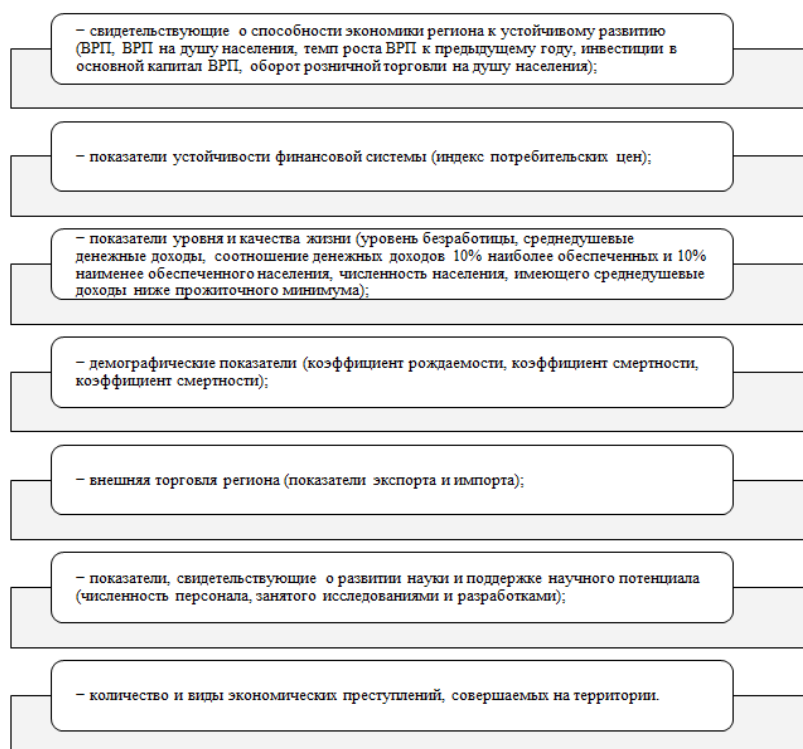 − свидетельствующие о способности экономики региона к устойчивому развитию
(ВРП, ВРП на душу населения, темп роста ВРП к предыдущему году, инвестиции в
основной капитал ВРП, оборот розничной торговли на душу населения);
− показатели устойчивости финансовой системы (индекс потребительских цен);
− показатели уровня и качества жизни (уровень безработицы, среднедушевые
денежные доходы, соотношение денежных доходов 10% наиболее обеспеченных и 10%
наименее обеспеченного населения, численность населения, имеющего среднедушевые
доходы ниже прожиточного минимума);
− демографические показатели (коэффициент рождаемости, коэффициент смертности,
коэффициент смертности);
− внешняя торговля региона (показатели экспорта и импорта);
− показатели, свидетельствующие о развитии науки и поддержке научного потенциала
(численность персонала, занятого исследованиями и разработками);
− количество и виды экономических преступлений, совершаемых на территории.